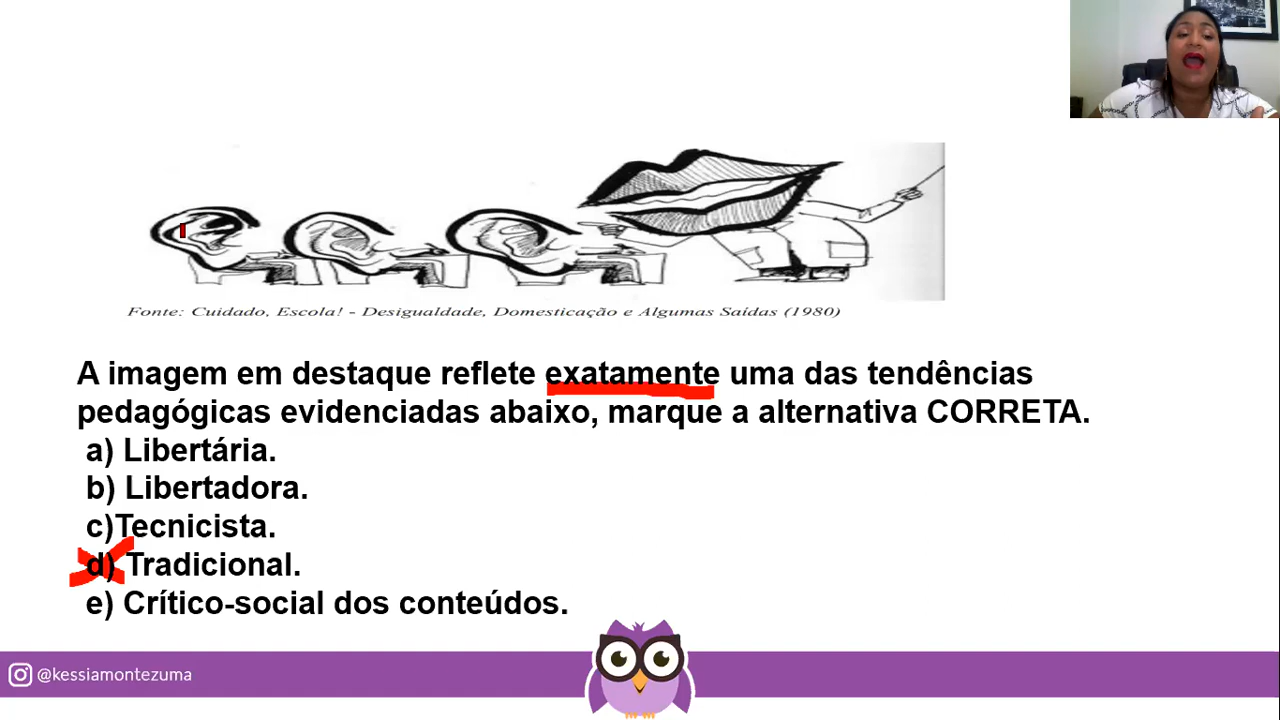 Fonte: Cuidado, Escola! - Desigualdade, Domesticação e Algumas Saídas (1980)
A imagem em destaque reflete exatamente uma das tendências
pedagógicas evidenciadas abaixo, marque a alternativa CORRETA.
a) Libertária.
b) Libertadora.
c)Tecnicista.
d) Tradicional.
e) Crítico-social dos conteúdos.
@kessiamontezuma